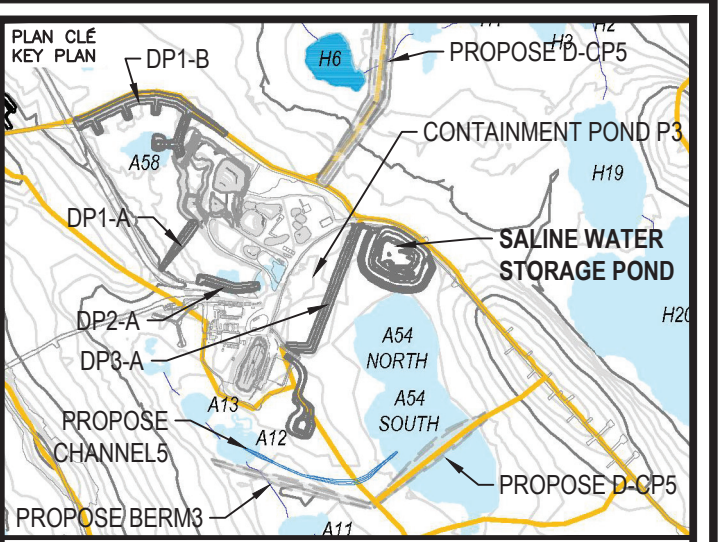 PLAN CLÉ
KEY PLAN
DP1-B
H6
H2
H3
PROPOSE D-CP5
CONTAINMENT POND P3
A58
H19
DP1-A
SALINE WATER
STORAGE POND
DP2-A
H20
DP3-A
A54
NORTH
A54
SOUTH
A13
PROPOSE
CHANNEL5
A12
PROPOSE D-CP5
PROPOSE BERM3
A11